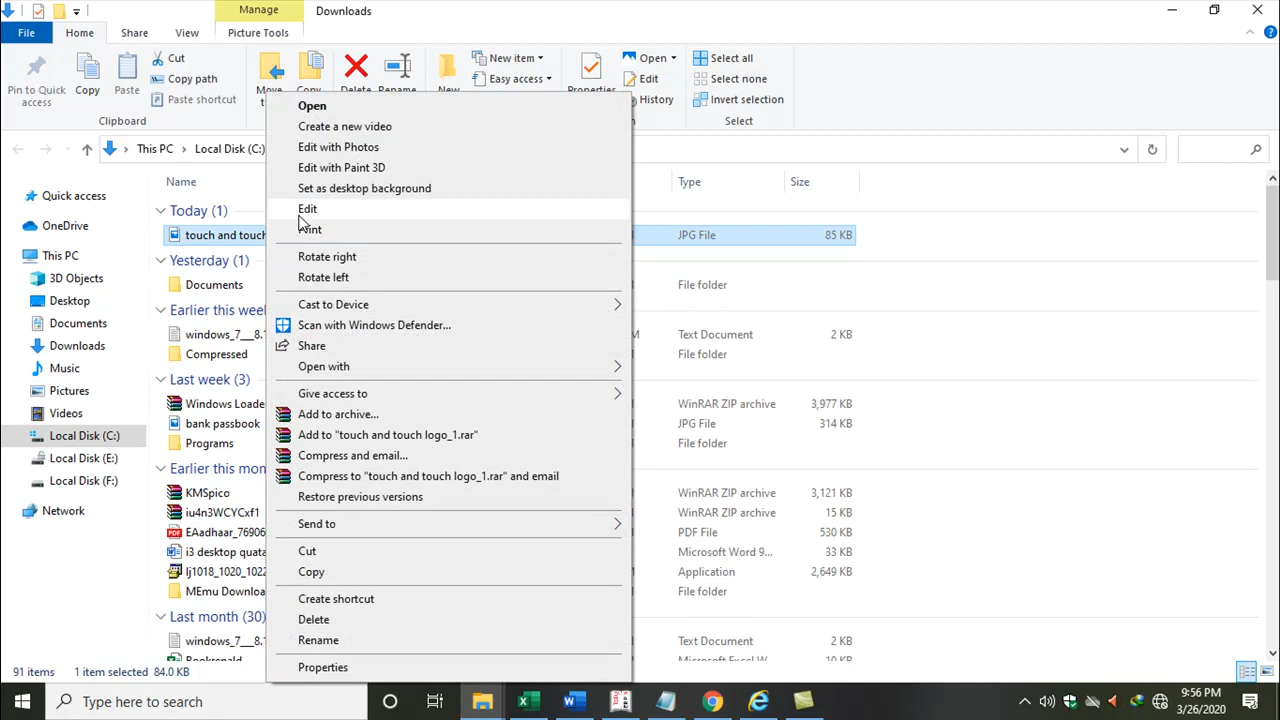 Manage
Downloads
File
Home
Share
View
Picture Tools
Pin to Quick access
Copy
Paste
Cut
Copy path
Paste shortcut
Clipboard
Move
Copy
Delete
Rename
New
New item
Easy access
Properties
Open
Edit
History
Select all
Select none
Invert selection
Select
This PC
Local Disk (C:)
Name
Type
Size
Quick access
OneDrive
This PC
3D Objects
Desktop
Documents
Downloads
Music
Pictures
Videos
Local Disk (C:)
Local Disk (E:)
Local Disk (F:)
Network
Today (1)
touch and touch
JPG File
85 KB
Yesterday (1)
Documents
File folder
Earlier this week
windows_7___8.1
Text Document
2 KB
Compressed
File folder
Last week (3)
Windows Loade
WinRAR ZIP archive
3,977 KB
bank passbook
JPG File
214 KB
Programs
File folder
Earlier this mon
KMSpico
WinRAR ZIP archive
3,121 KB
iu4n3WCYCxf1
WinRAR ZIP archive
15 KB
EAadhaar_76906
PDF File
530 KB
i3 desktop quata
Microsoft Word 9...
33 KB
lj1018_1020_1022
Application
2,649 KB
MEmu Downloa
File folder
Last month (30)
windows_7___8.1
Text Document
2 KB
Open
Create a new video
Edit with Photos
Edit with Paint 3D
Set as desktop background
Edit
Print
Rotate right
Rotate left
Cast to Device
Scan with Windows Defender...
Share
Open with
Give access to
Add to archive...
Add to "touch and touch logo_1.rar"
Compress and email...
Compress to "touch and touch logo_1.rar" and email
Restore previous versions
Send to
Cut
Copy
Create shortcut
Delete
Rename
Properties
91 items
1 item selected 84.0 KB
Type here to search
9:56 PM
3/26/2020